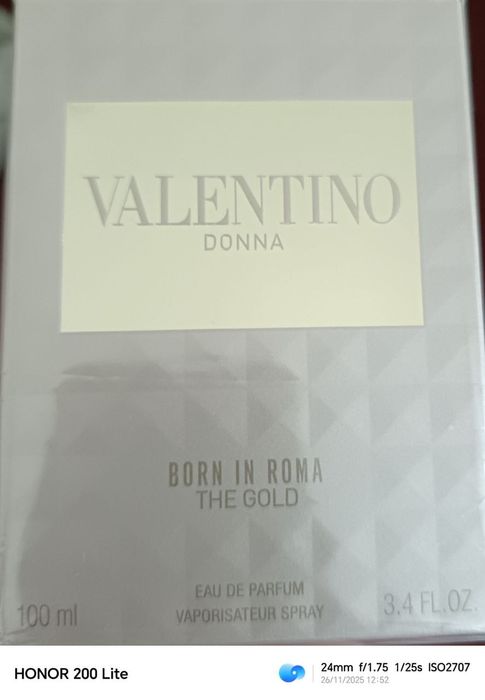 VALENTINO
DONNA
BORN IN ROMA
THE GOLD
EAU DE PARFUM
VAPORISATEUR SPRAY
100 ml
3.4 FL.OZ.
HONOR 200 Lite
24mm f/1.75 1/25s ISO2707
26/11/2025 12:52